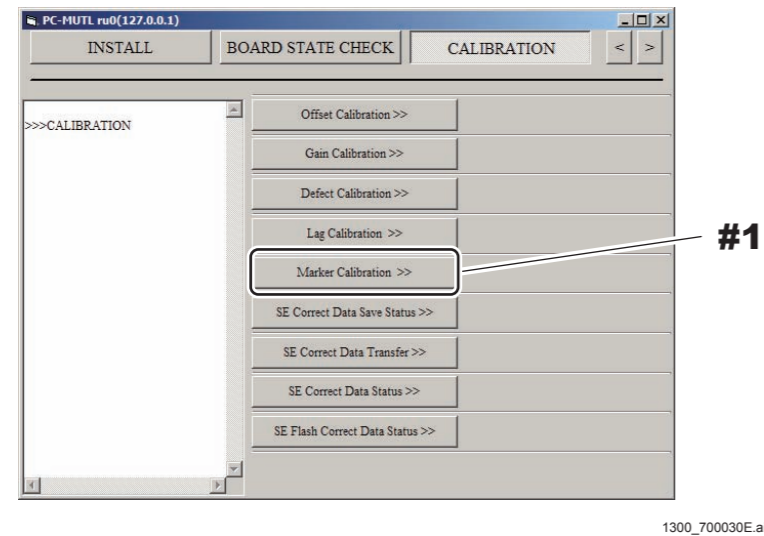 PC-MUTL ru0(127.0.0.1)
INSTALL BOARD STATE CHECK CALIBRATION < >
>>>CALIBRATION
Offset Calibration >>
Gain Calibration >>
Defect Calibration >>
Lag Calibration >>
Marker Calibration >>
SE Correct Data Save Status >>
SE Correct Data Transfer >>
SE Correct Data Status >>
SE Flash Correct Data Status >>
#1
1300_700030E.a